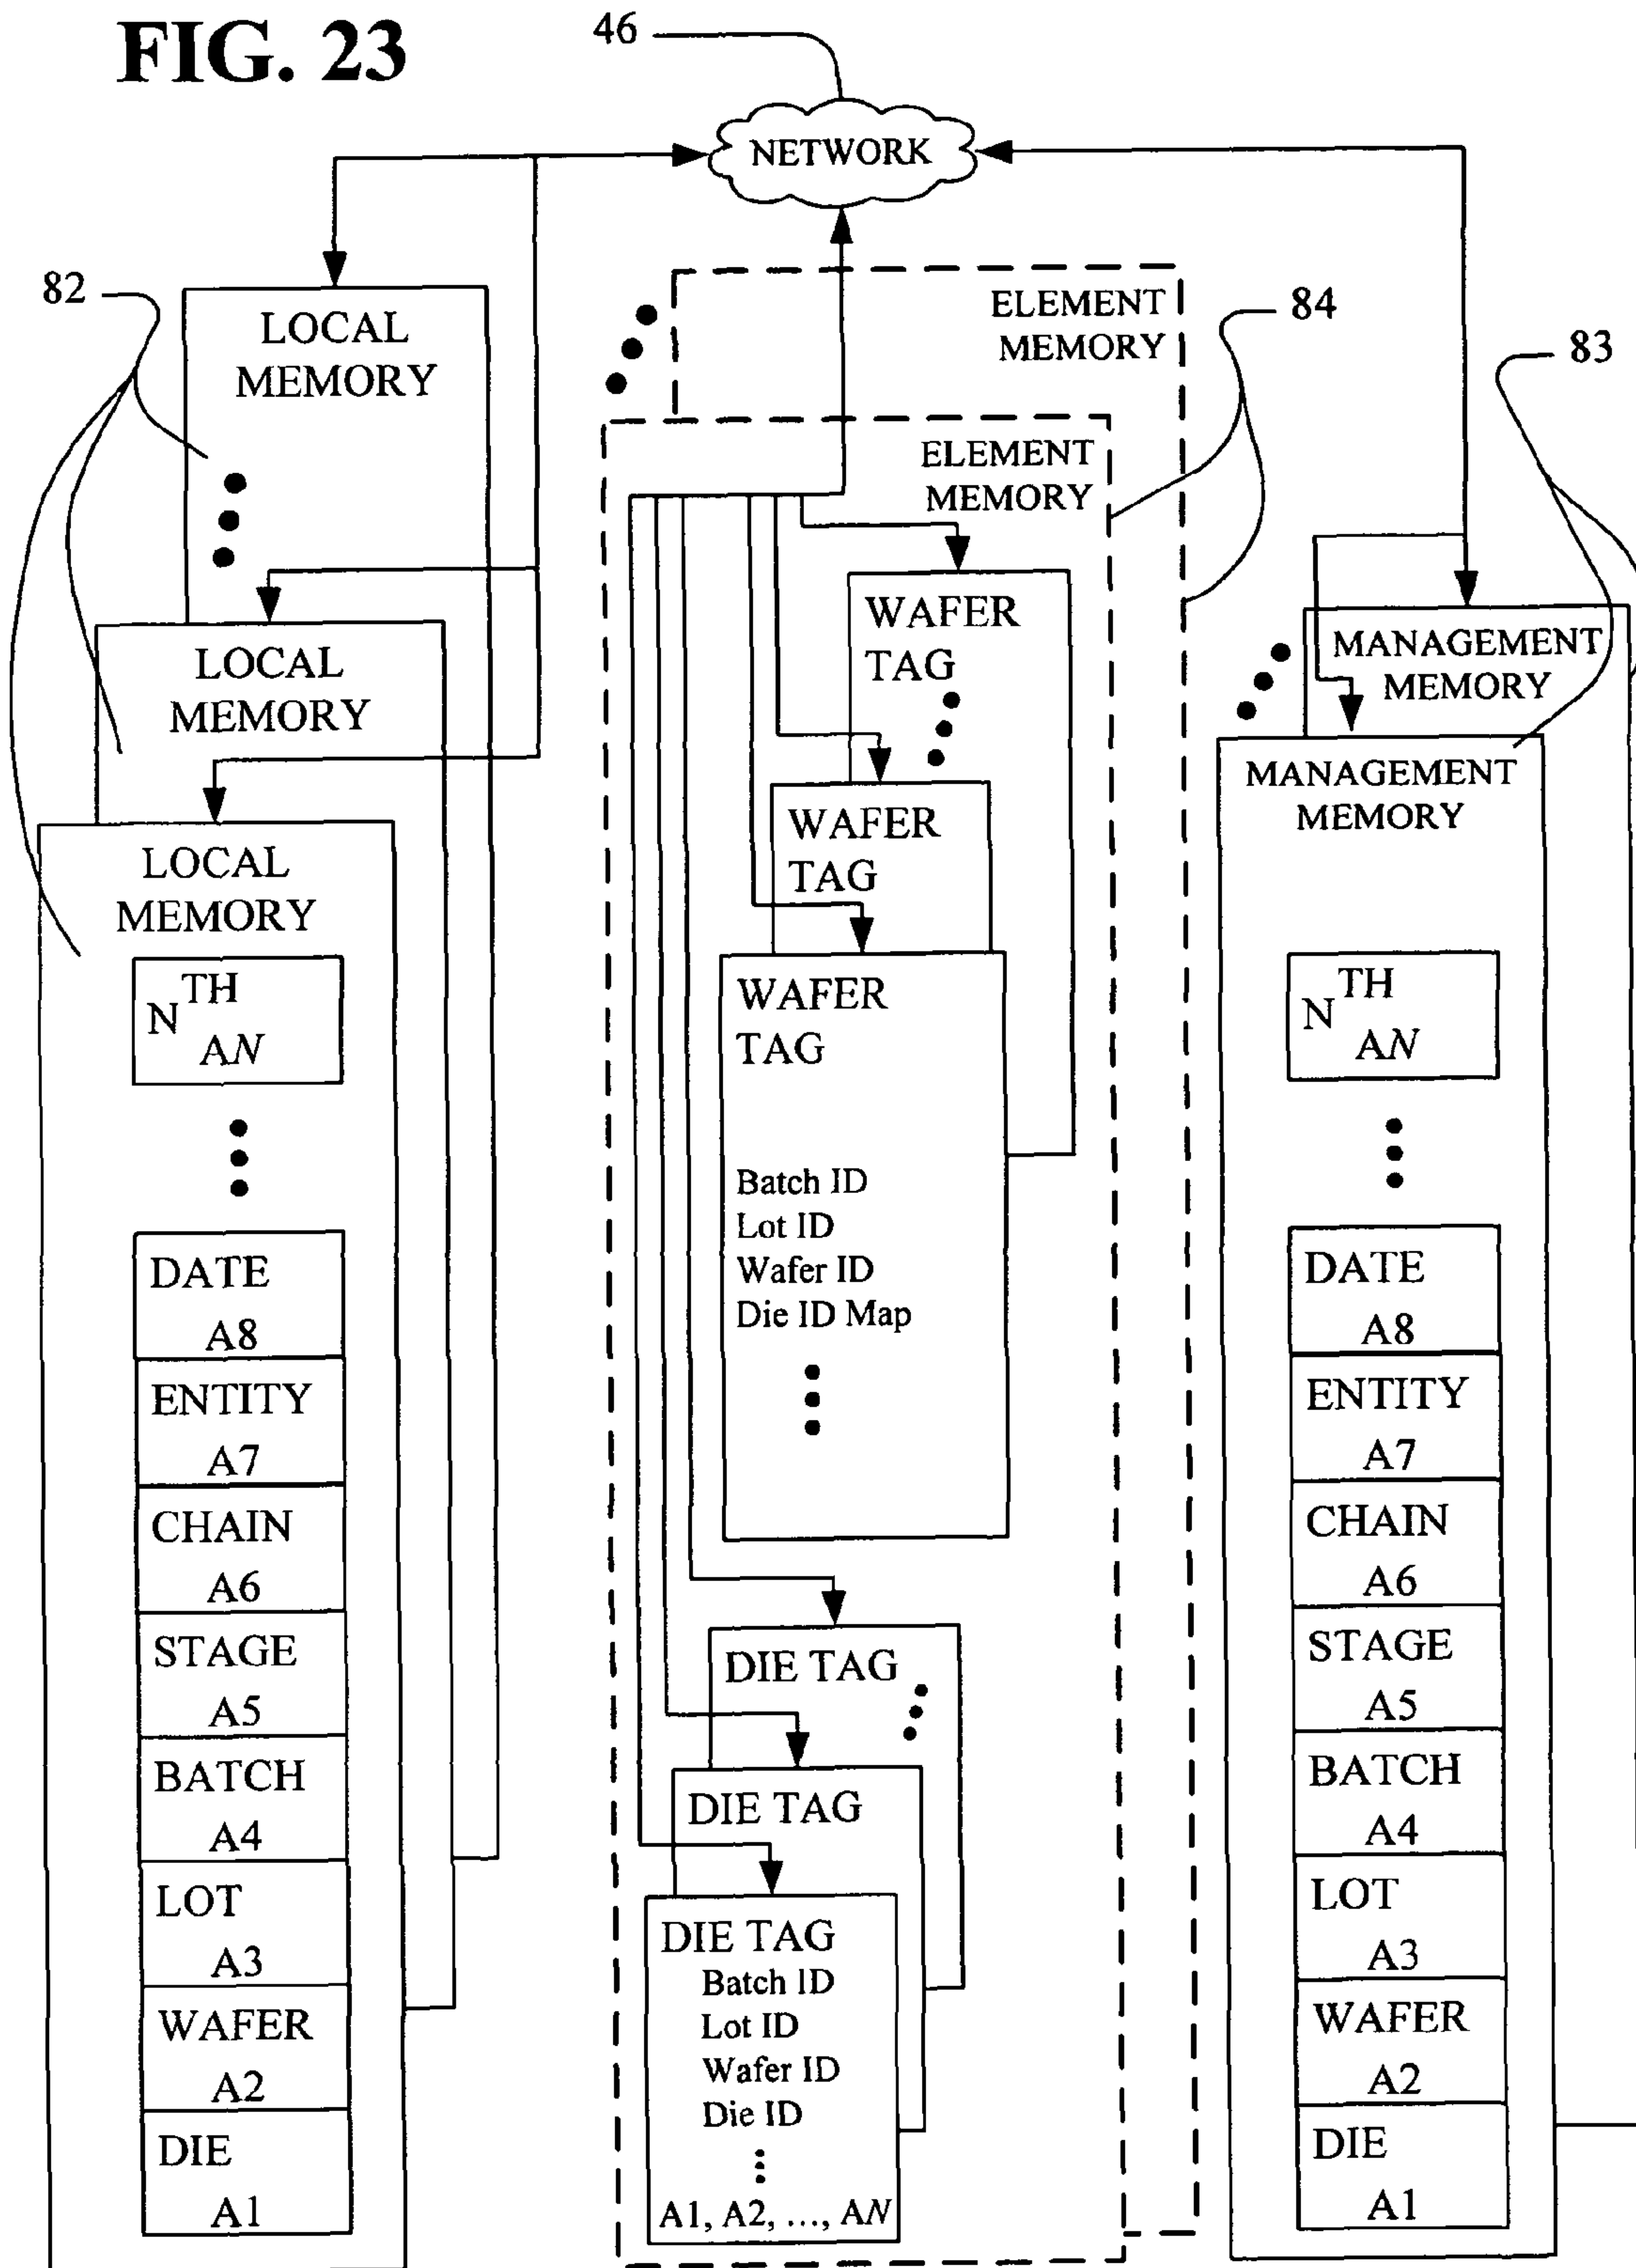 FIG. 23
46
NETWORK
82
LOCAL
MEMORY
LOCAL
MEMORY
LOCAL
MEMORY
N TH
AN
DATE
A8
ENTITY
A7
CHAIN
A6
STAGE
A5
BATCH
A4
LOT
A3
WAFER
A2
DIE
A1
ELEMENT
MEMORY
84
ELEMENT
MEMORY
WAFER
TAG
WAFER
TAG
WAFER
TAG
Batch ID
Lot ID
Wafer ID
Die ID Map
DIE TAG
DIE TAG
DIE TAG
Batch ID
Lot ID
Wafer ID
Die ID
A1, A2, ..., AN
83
MANAGEMENT
MEMORY
MANAGEMENT
MEMORY
N TH
AN
DATE
A8
ENTITY
A7
CHAIN
A6
STAGE
A5
BATCH
A4
LOT
A3
WAFER
A2
DIE
A1